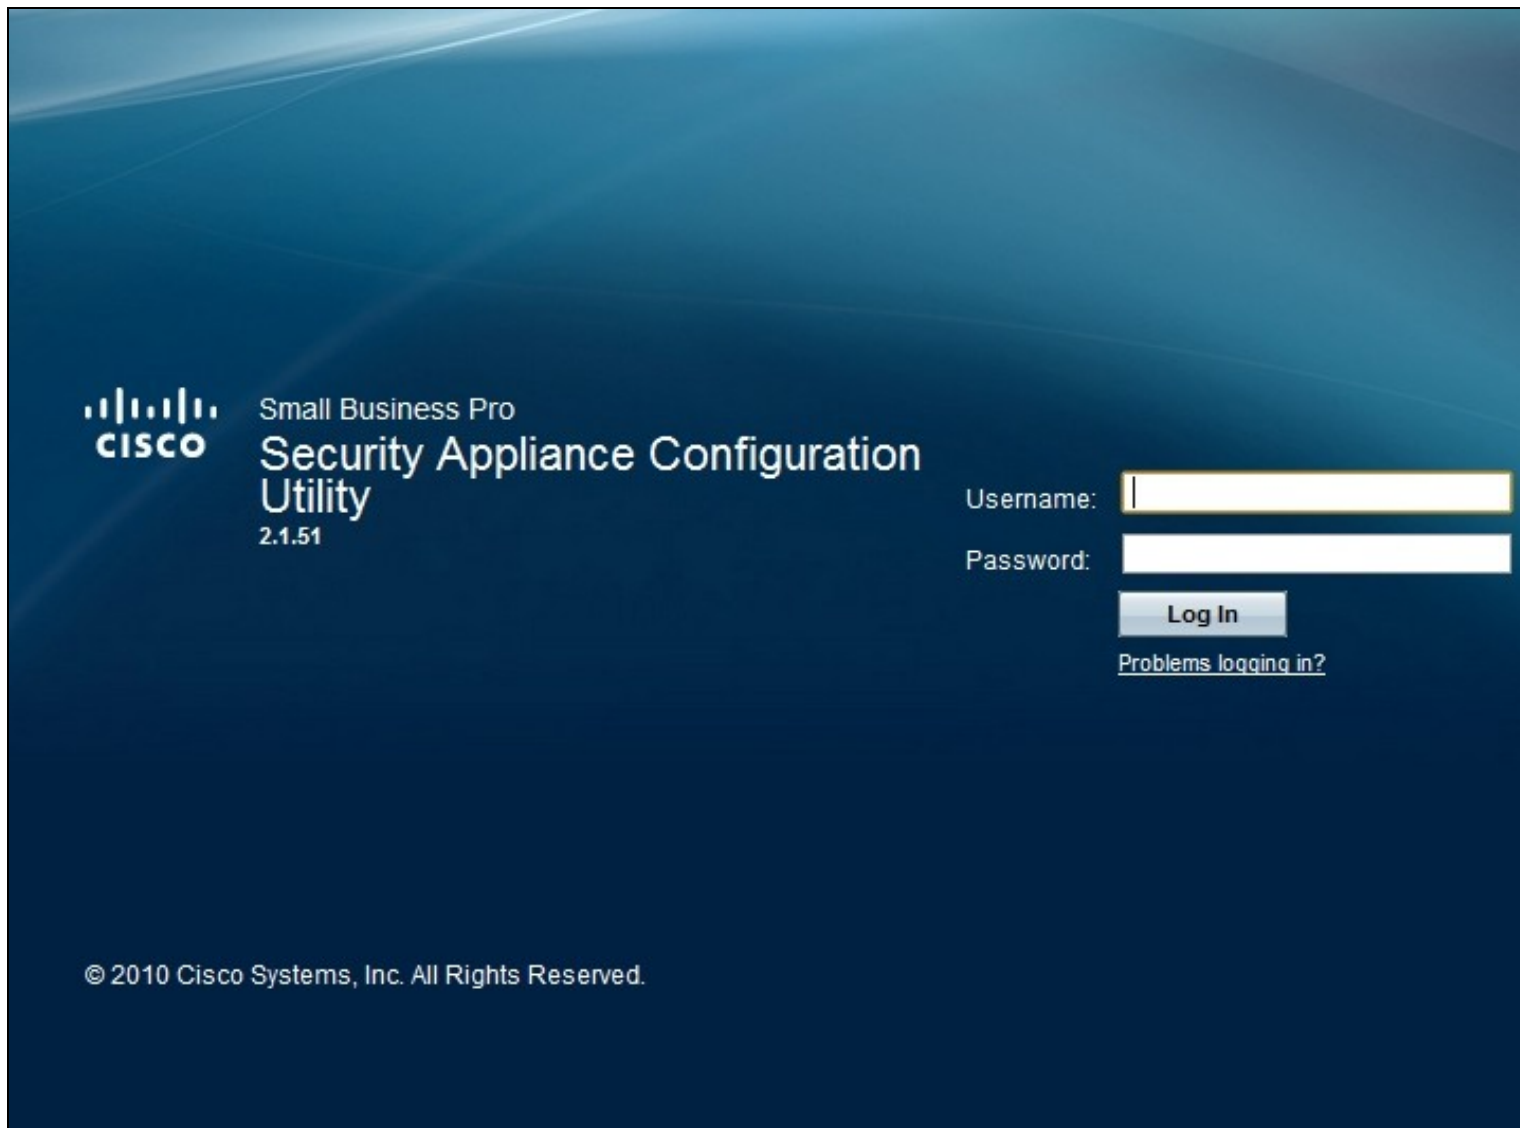 CISCO
Small Business Pro
Security Appliance Configuration
Utility
2.1.51
Username:
Password:
Log In
Problems logging in?
© 2010 Cisco Systems, Inc. All Rights Reserved.